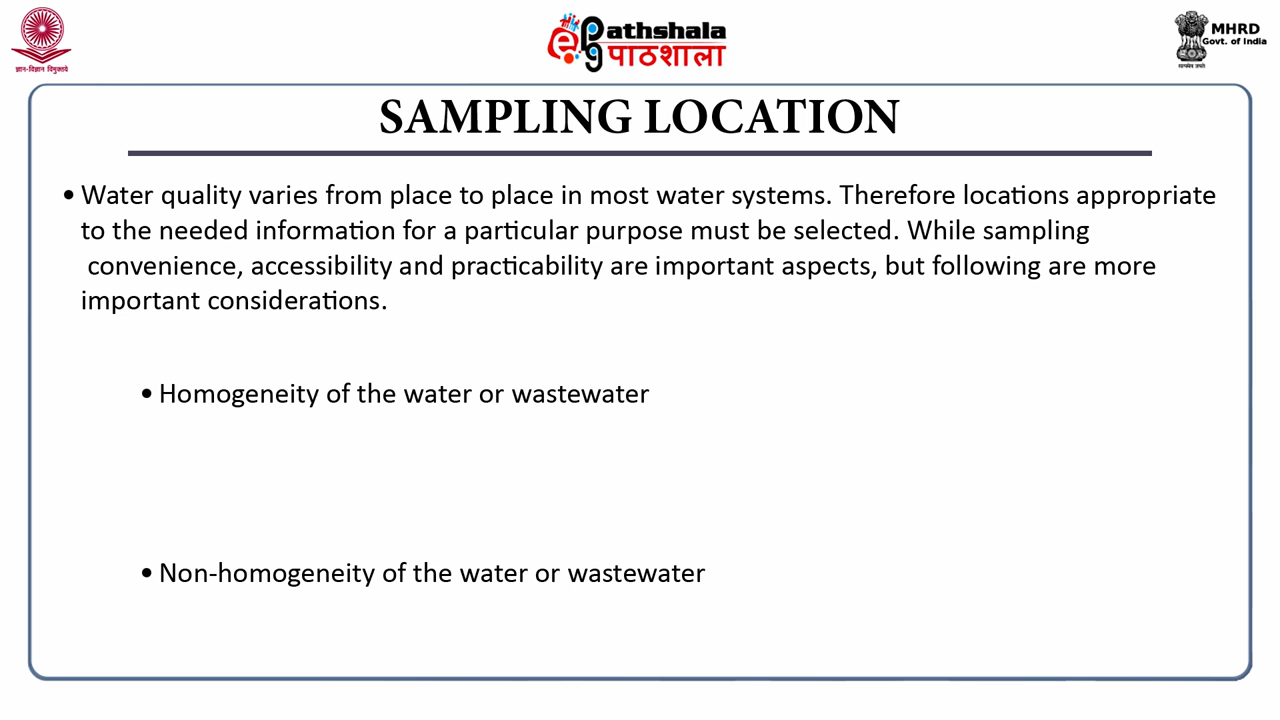 ज्ञान-विज्ञान विमुक्तये
epg
athshala
पाठशाला
MHRD
Govt. of India
सत्यमेव जयते
SAMPLING LOCATION
• Water quality varies from place to place in most water systems. Therefore locations appropriate
to the needed information for a particular purpose must be selected. While sampling
convenience, accessibility and practicability are important aspects, but following are more
important considerations.
• Homogeneity of the water or wastewater
• Non-homogeneity of the water or wastewater